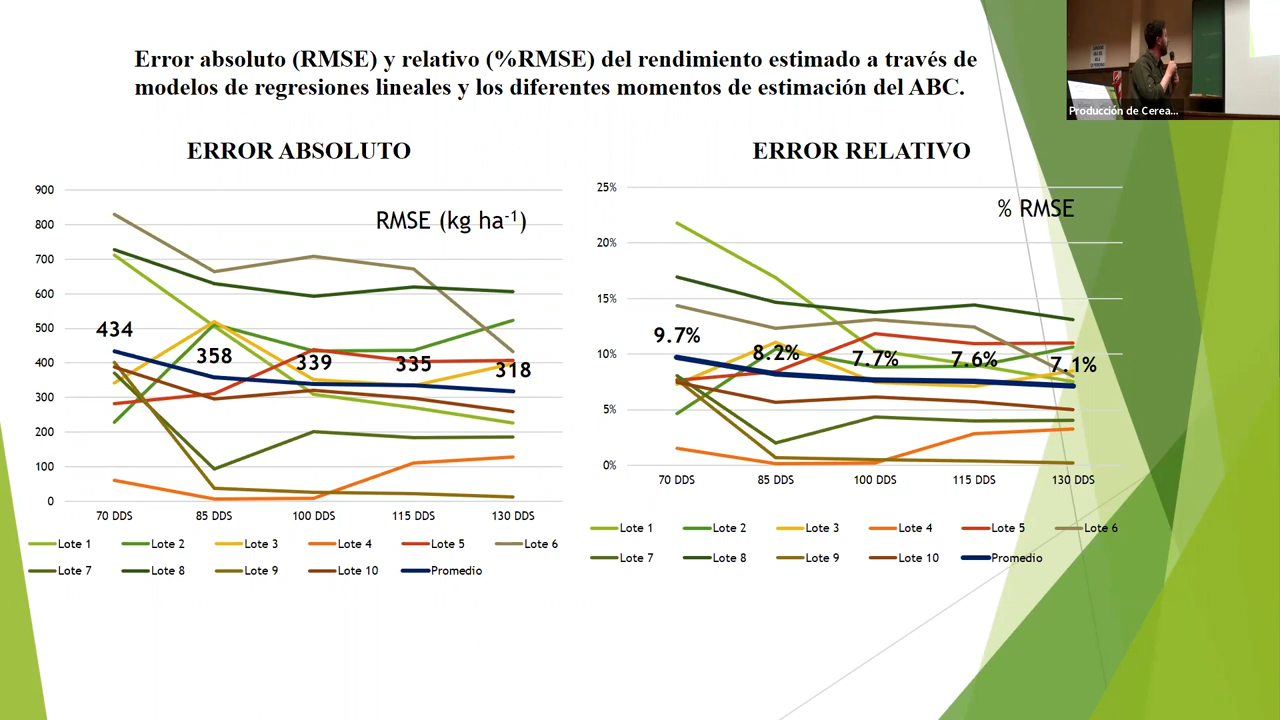 Error absoluto (RMSE) y relativo (%RMSE) del rendimiento estimado a través de
modelos de regresiones lineales y los diferentes momentos de estimación del ABC.
Producción de Cerea...
ERROR ABSOLUTO
RMSE (kg ha-1)
900
800
700
600
500
400
300
200
100
0
434
358
339
335
318
70 DDS
85 DDS
100 DDS
115 DDS
130 DDS
Lote 1
Lote 2
Lote 3
Lote 4
Lote 5
Lote 6
Lote 7
Lote 8
Lote 9
Lote 10
Promedio
ERROR RELATIVO
% RMSE
25%
20%
15%
10%
5%
0%
9.7%
8.2%
7.7%
7.6%
7.1%
70 DDS
85 DDS
100 DDS
115 DDS
130 DDS
Lote 1
Lote 2
Lote 3
Lote 4
Lote 5
Lote 6
Lote 7
Lote 8
Lote 9
Lote 10
Promedio